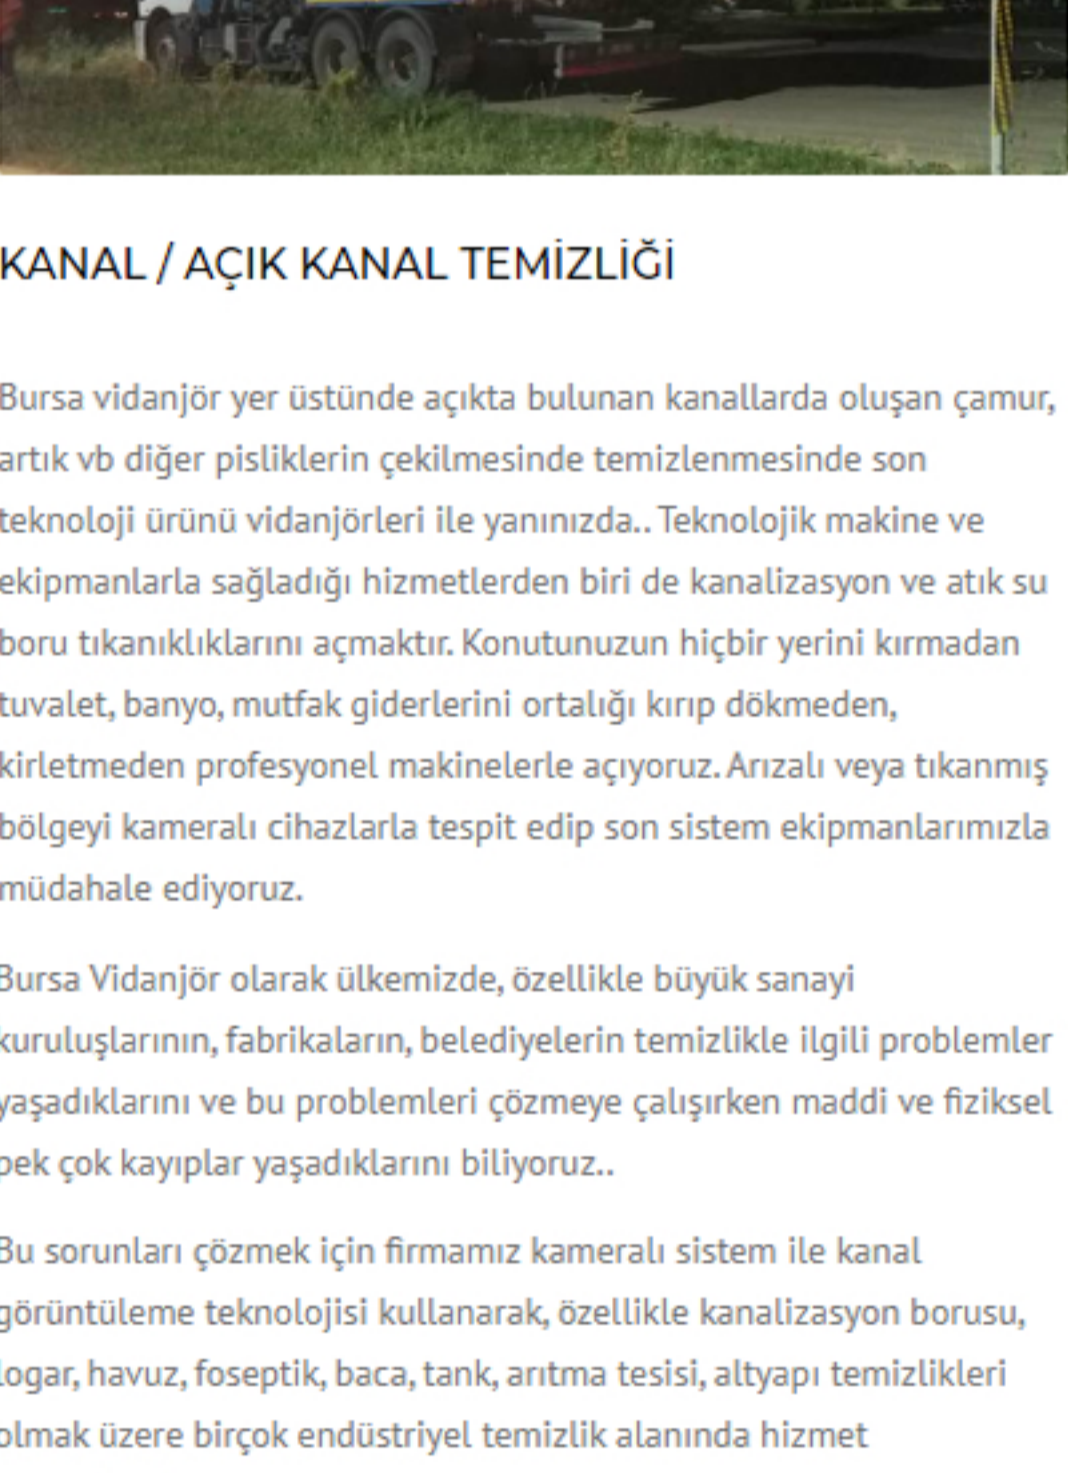 KANAL / AÇIK KANAL TEMİZLİĞİ
Bursa vidanjör yer üstünde açıkta bulunan kanallarda oluşan çamur,
artık vb diğer pisliklerin çekilmesinde temizlenmesinde son
teknoloji ürünü vidanjörleri ile yanınızda.. Teknolojik makine ve
ekipmanlarla sağladığı hizmetlerden biri de kanalizasyon ve atık su
boru tıkanıklıklarını açmaktır. Konutunuzun hiçbir yerini kırmadan
tuvalet, banyo, mutfak giderlerini ortalığı kırıp dökmeden,
kirletmeden profesyonel makinelerle açıyoruz. Arızalı veya tıkanmış
bölgeyi kameralı cihazlarla tespit edip son sistem ekipmanlarımızla
müdahale ediyoruz.
Bursa Vidanjör olarak ülkemizde, özellikle büyük sanayi
kuruluşlarının, fabrikaların, belediyelerin temizlikle ilgili problemler
yaşadıklarını ve bu problemleri çözmeye çalışırken maddi ve fiziksel
pek çok kayıplar yaşadıklarını biliyoruz..
Bu sorunları çözmek için firmamız kameralı sistem ile kanal
görüntüleme teknolojisi kullanarak, özellikle kanalizasyon borusu,
logar, havuz, foseptik, baca, tank, arıtma tesisi, altyapı temizlikleri
olmak üzere birçok endüstriyel temizlik alanında hizmet